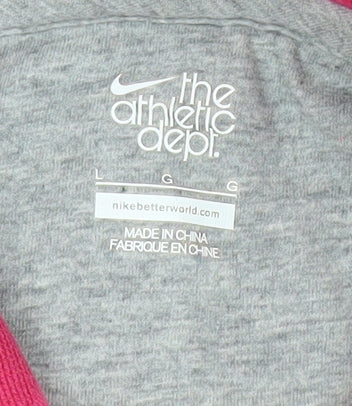 the
athletic
dept.
L G G
nikebetterworld.com
MADE IN CHINA
FABRIQUE EN CHINE